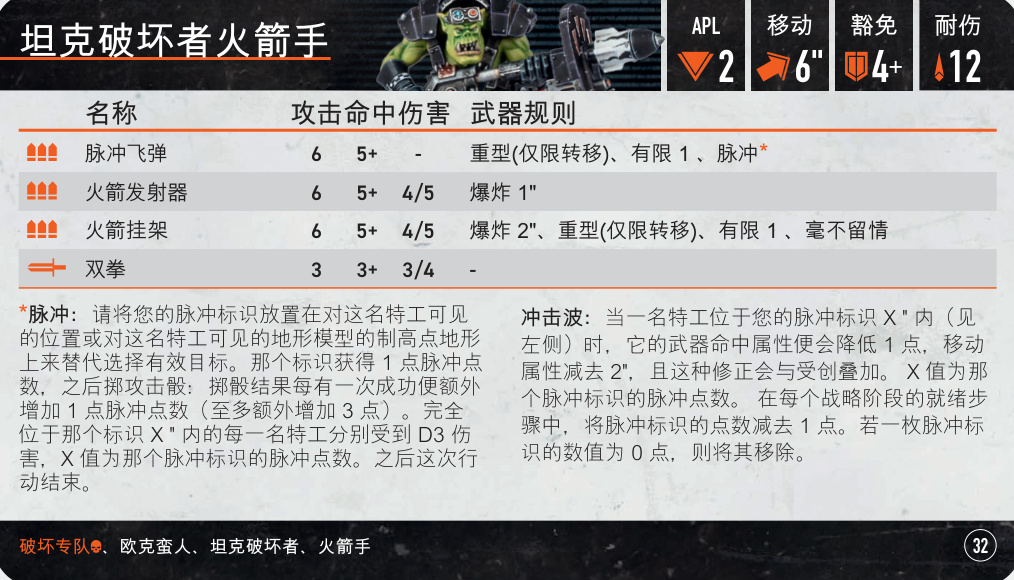 坦克破坏者火箭手
APL 移动 豁免 耐伤
2 6" 4+ 12
名称 攻击 命中 伤害 武器规则
脉冲飞弹 6 5+ - 重型(仅限转移)、有限 1 、脉冲*
火箭发射器 6 5+ 4/5 爆炸 1"
火箭挂架 6 5+ 4/5 爆炸 2"、重型(仅限转移)、有限 1 、毫不留情
双拳 3 3+ 3/4 -
*脉冲：请将您的脉冲标识放置在对这名特工可见
的位置或对这名特工可见的地形模型的制高点地形
上来替代选择有效目标。那个标识获得 1 点脉冲点
数，之后掷攻击骰：掷骰结果每有一次成功便额外
增加 1 点脉冲点数（至多额外增加 3 点）。完全
位于那个标识 X " 内的每一名特工分别受到 D3 伤
害，X 值为那个脉冲标识的脉冲点数。之后这次行
动结束。
冲击波：当一名特工位于您的脉冲标识 X " 内（见
左侧）时，它的武器命中属性便会降低 1 点，移动
属性减去 2"，且这种修正会与受创叠加。 X 值为那
个脉冲标识的脉冲点数。 在每个战略阶段的就绪步
骤中，将脉冲标识的点数减去 1 点。若一枚脉冲标
识的数值为 0 点，则将其移除。
破坏专队、欧克蛮人、坦克破坏者、火箭手
32